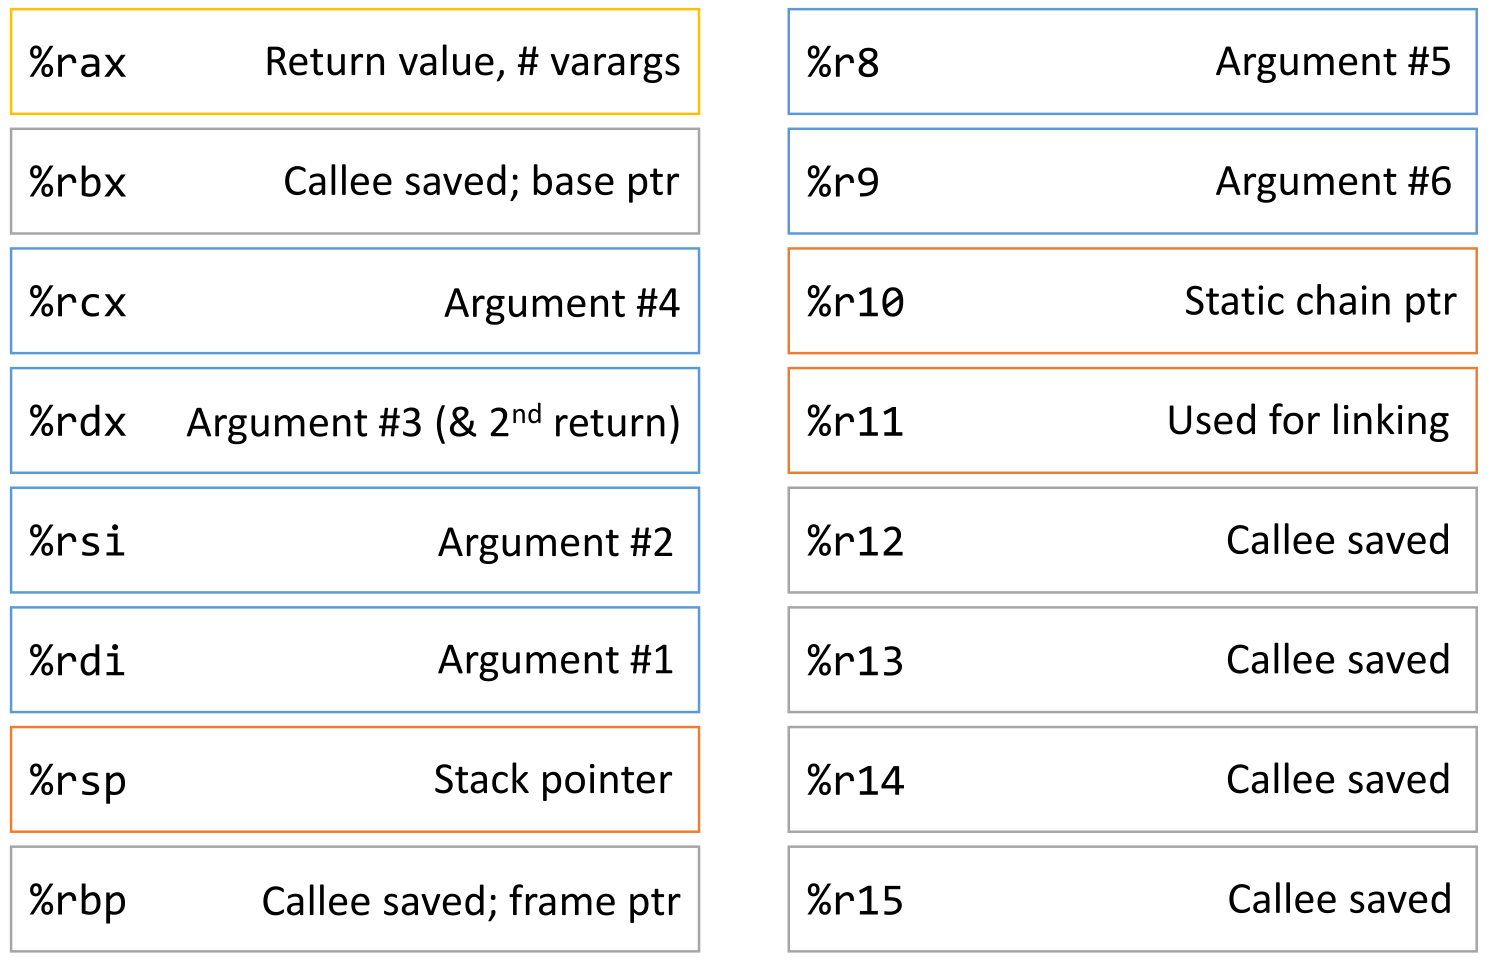 %rax Return value, # varargs
%rbx Callee saved; base ptr
%rcx Argument #4
%rdx Argument #3 (& 2nd return)
%rsi Argument #2
%rdi Argument #1
%rsp Stack pointer
%rbp Callee saved; frame ptr
%r8 Argument #5
%r9 Argument #6
%r10 Static chain ptr
%r11 Used for linking
%r12 Callee saved
%r13 Callee saved
%r14 Callee saved
%r15 Callee saved